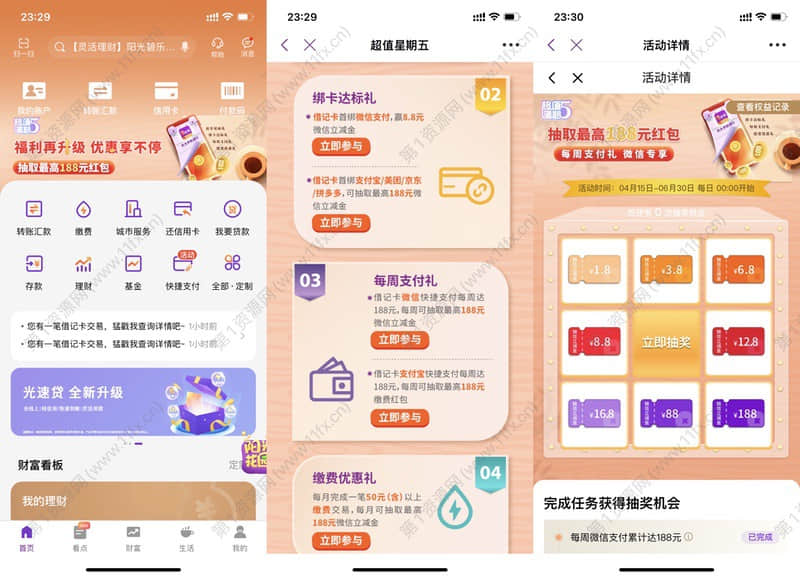 23:29
扫一扫
【灵活理财】阳光碧乐...
帮助
消息
我的账户
转账汇款
信用卡
付款码
超值星期5
福利再升级 优惠享不停
抽取最高188元红包
转账汇款
缴费
城市服务
还信用卡
我要贷款
存款
理财
基金
活动
快捷支付
全部·定制
·您有一笔借记卡交易，猛戳我查询详情吧~ 1小时前
·您有一笔借记卡交易，猛戳我查询详情吧~ 1小时前
光速贷 全新升级
财富看板
我的理财
首页
看点
财富
生活
我的
23:29
超值星期五
02
绑卡达标礼
借记卡首绑微信支付，赢8.8元
微信立减金
立即参与
借记卡首绑支付宝/美团/京东
/拼多多，可抽取最高188元微
信立减金
立即参与
03
每周支付礼
借记卡微信快捷支付每周达
188元，每周可抽取最高188元
微信立减金
立即参与
借记卡支付宝快捷支付每周达
188元，每周可抽取最高188元
缴费红包
立即参与
04
缴费优惠礼
每月完成一笔50元(含)以上
缴费交易，每月可抽取最高
188元微信立减金
立即参与
23:30
活动详情
活动详情
超值星期5
查看权益记录
抽取最高188元红包
每周支付礼 微信专享
活动时间：04月15日-06月30日 每日 00:00开始
¥1.8
¥3.8
¥6.8
¥8.8
立即抽奖
¥12.8
¥16.8
¥88
¥188
完成任务获得抽奖机会
每周微信支付累计达188元
已完成
第1资源网(www.11fx.cn)